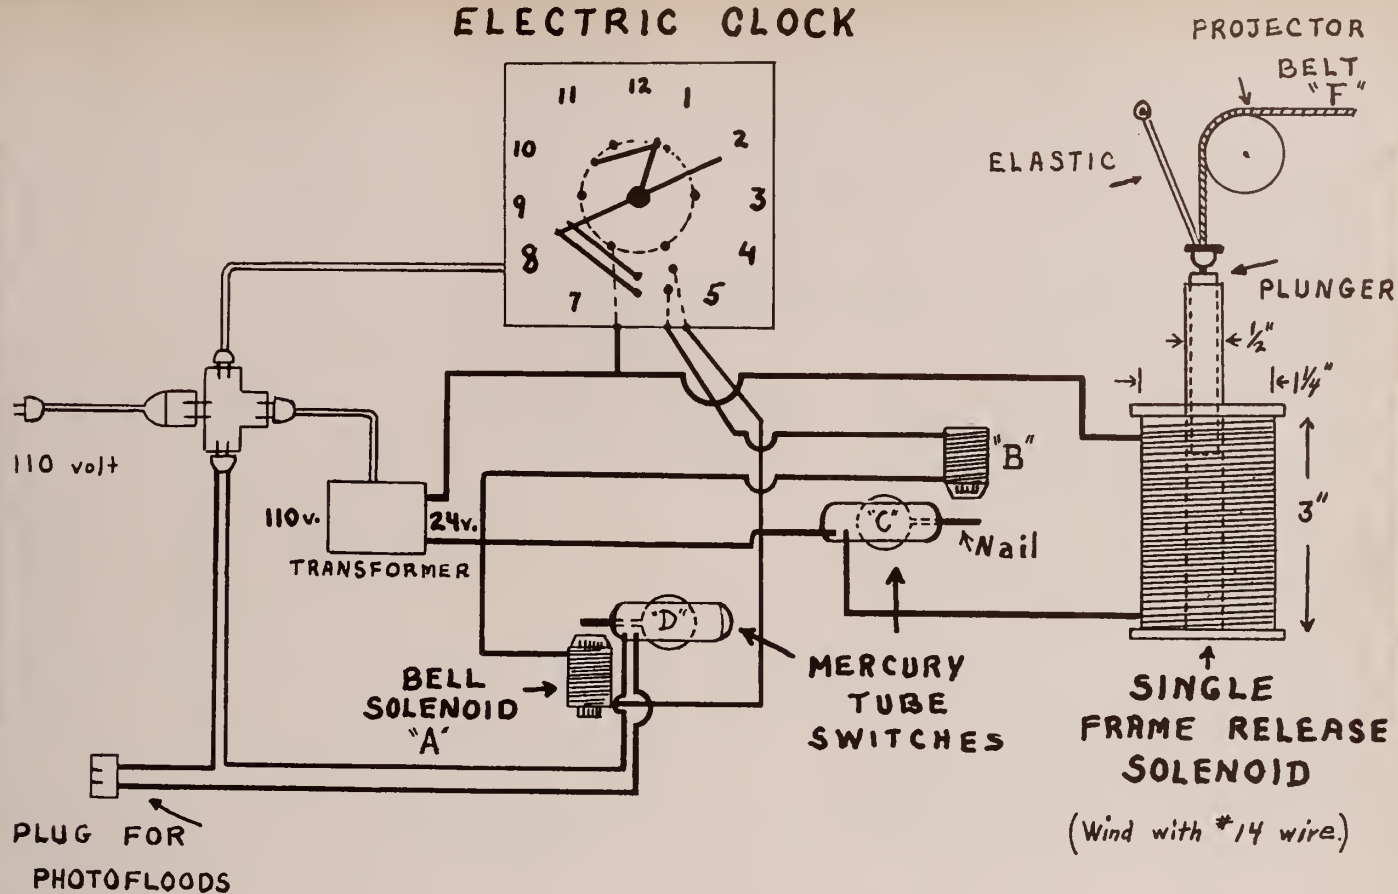 ELECTRIC CLOCK
PROJECTOR
BELT
"F"
12
11
1
10
2
9
3
8
4
7
5
ELASTIC
PLUNGER
1/2"
1 1/4"
110 volt
"B"
3"
110v.
24v.
TRANSFORMER
"C"
Nail
"D"
BELL
SOLENOID
"A"
MERCURY
TUBE
SWITCHES
SINGLE
FRAME RELEASE
SOLENOID
(Wind with #14 wire.)
PLUG FOR
PHOTOFLOODS